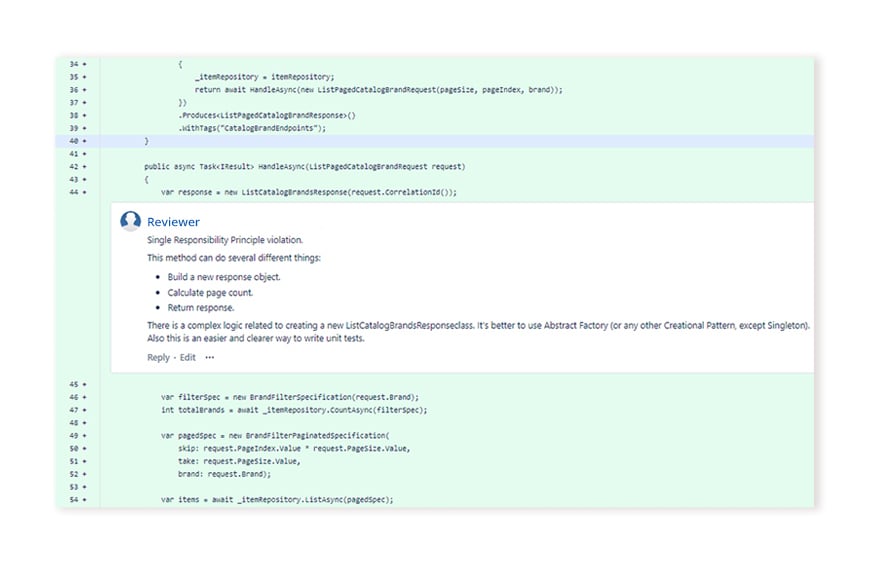 34 + {
35 + _itemRepository = itemRepository;
36 + return await HandleAsync(new ListPagedCatalogBrandRequest(pageSize, pageIndex, brand));
37 + })
38 + .Produces<ListPagedCatalogBrandResponse>()
39 + .WithTags("CatalogBrandEndpoints");
40 + }
41 +
42 + public async Task<IResult> HandleAsync(ListPagedCatalogBrandRequest request)
43 + {
44 + var response = new ListCatalogBrandsResponse(request.CorrelationId());
Reviewer
Single Responsibility Principle violation.
This method can do several different things:
• Build a new response object.
• Calculate page count.
• Return response.
There is a complex logic related to creating a new ListCatalogBrandsResponseclass. It's better to use Abstract Factory (or any other Creational Pattern, except Singleton).
Also this is an easier and clearer way to write unit tests.
Reply · Edit ···
45 +
46 + var filterSpec = new BrandFilterSpecification(request.Brand);
47 + int totalBrands = await _itemRepository.CountAsync(filterSpec);
48 +
49 + var pagedSpec = new BrandFilterPaginatedSpecification(
50 + skip: request.PageIndex.Value * request.PageSize.Value,
51 + take: request.PageSize.Value,
52 + brand: request.Brand);
53 +
54 + var items = await _itemRepository.ListAsync(pagedSpec);